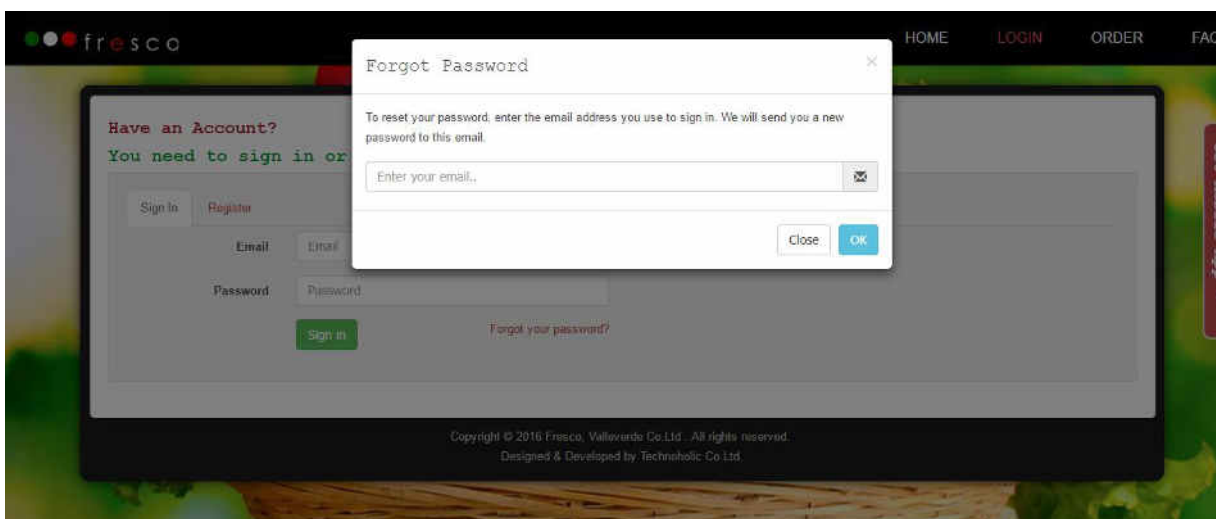 fresco
HOME LOGIN ORDER FAQ
Forgot Password ×
To reset your password, enter the email address you use to sign in. We will send you a new
password to this email.
Enter your email..
Close OK
Have an Account?
You need to sign in or
Sign In Register
Email Email
Password Password
Sign in Forgot your password?
Copyright © 2016 Fresco, Valleverde Co.Ltd . All rights reserved.
Designed & Developed by Technoholic Co.Ltd